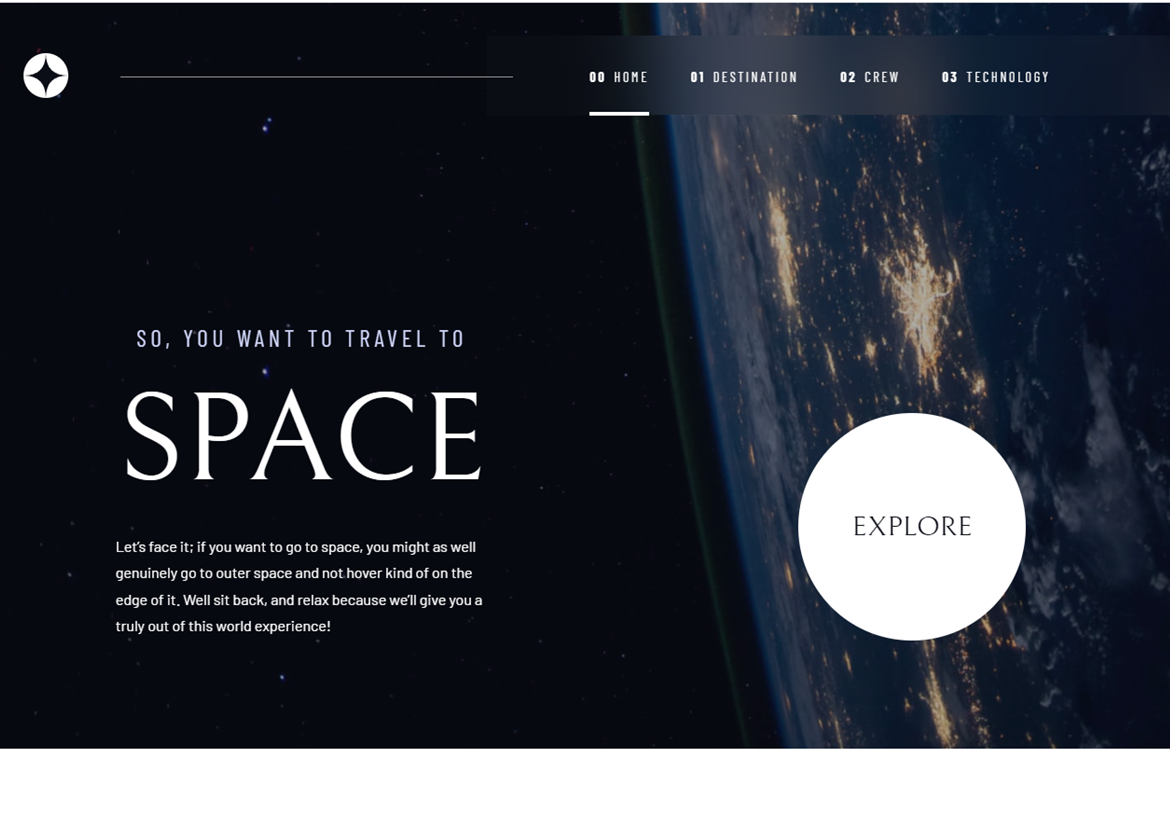 00 HOME 01 DESTINATION 02 CREW 03 TECHNOLOGY
SO, YOU WANT TO TRAVEL TO
SPACE
Let’s face it; if you want to go to space, you might as well
genuinely go to outer space and not hover kind of on the
edge of it. Well sit back, and relax because we’ll give you a
truly out of this world experience!
EXPLORE